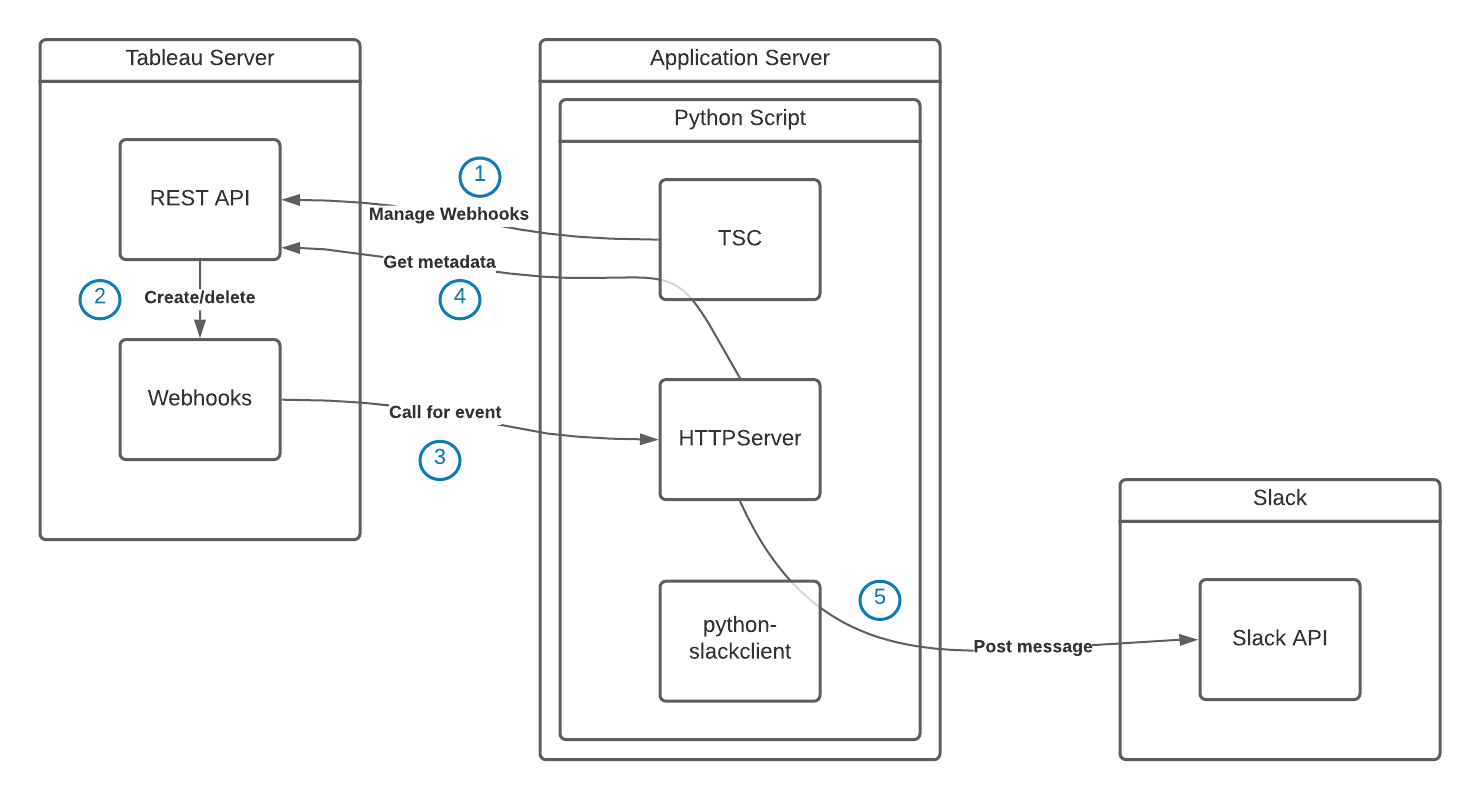 Tableau Server
Application Server
Python Script
REST API
1
Manage Webhooks
TSC
Get metadata
4
2
Create/delete
Webhooks
Call for event
3
HTTPServer
Slack
5
python-
slackclient
Post message
Slack API